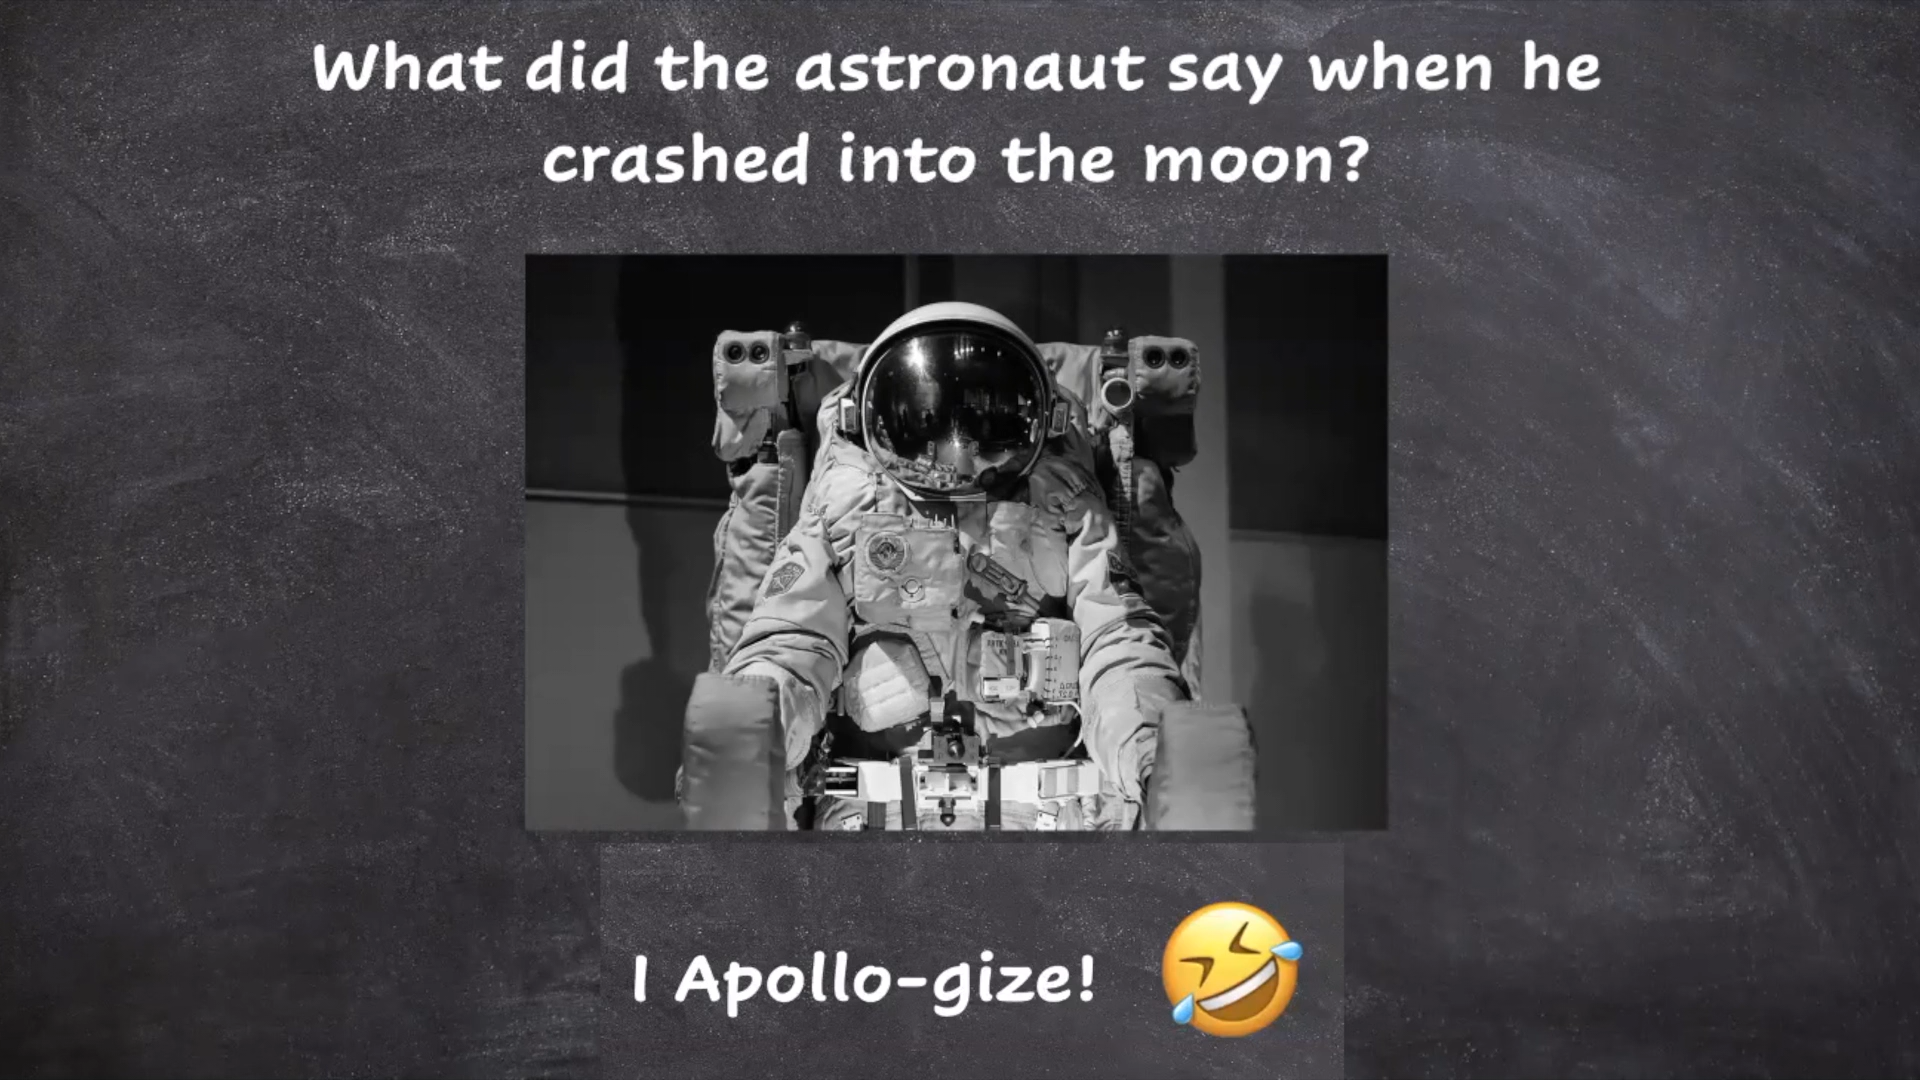 What did the astronaut say when he
crashed into the moon?
I Apollo-gize!